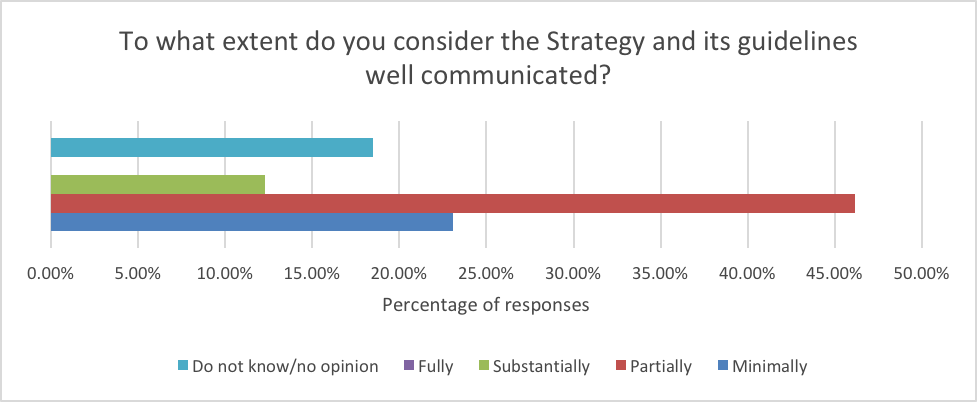 To what extent do you consider the Strategy and its guidelines
well communicated?
0.00% 5.00% 10.00% 15.00% 20.00% 25.00% 30.00% 35.00% 40.00% 45.00% 50.00%
Percentage of responses
Do not know/no opinion Fully Substantially Partially Minimally